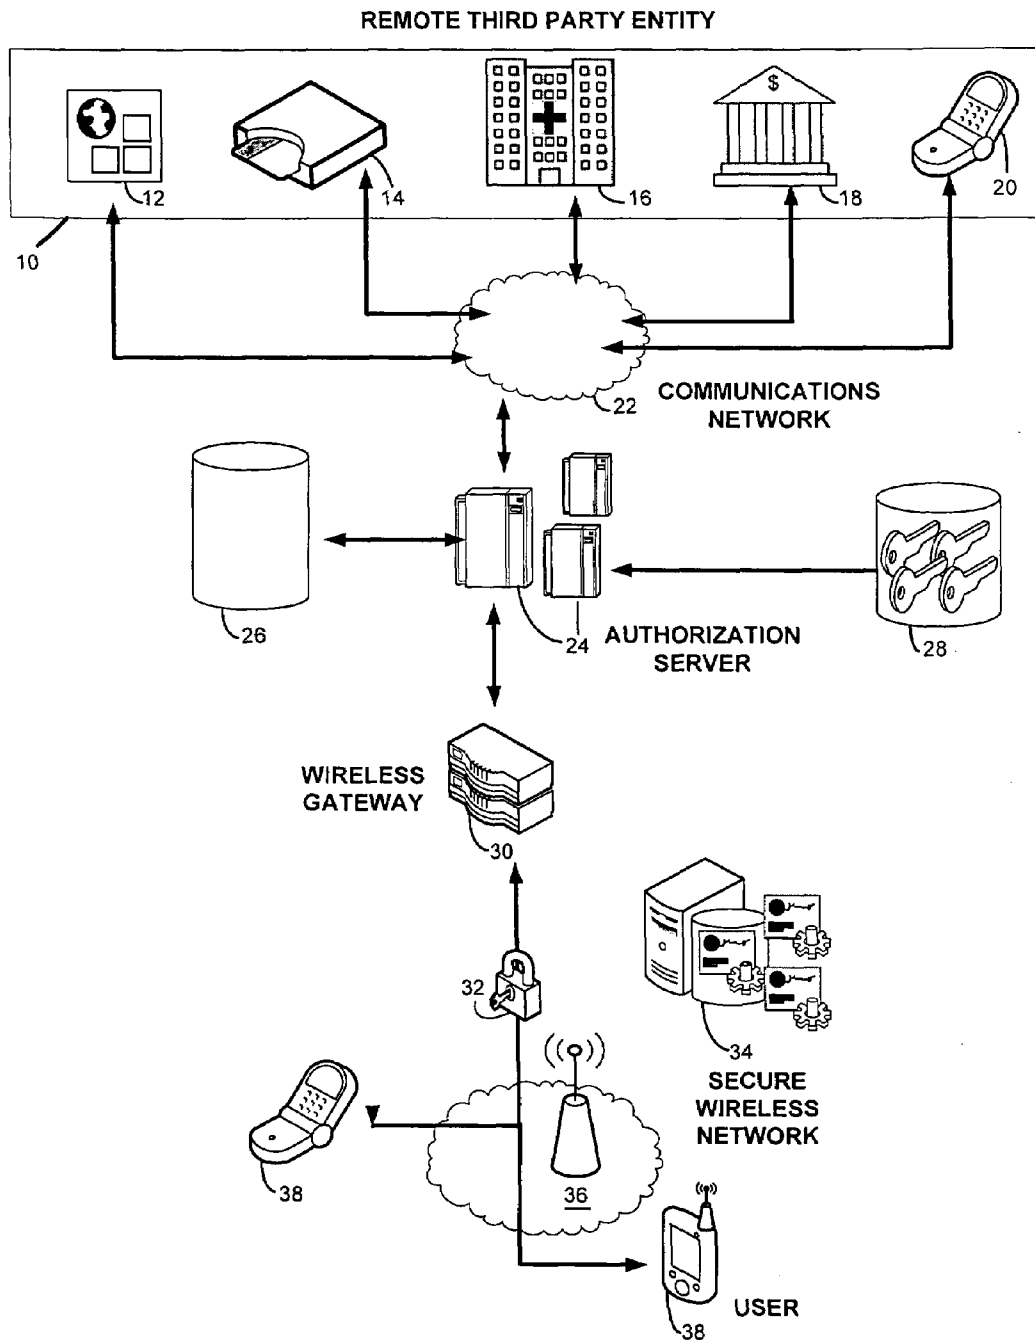 REMOTE THIRD PARTY ENTITY
$
12
14
16
18
20
10
22
COMMUNICATIONS
NETWORK
26
24
AUTHORIZATION
SERVER
28
WIRELESS
GATEWAY
30
32
34
SECURE
WIRELESS
NETWORK
38
36
USER
38